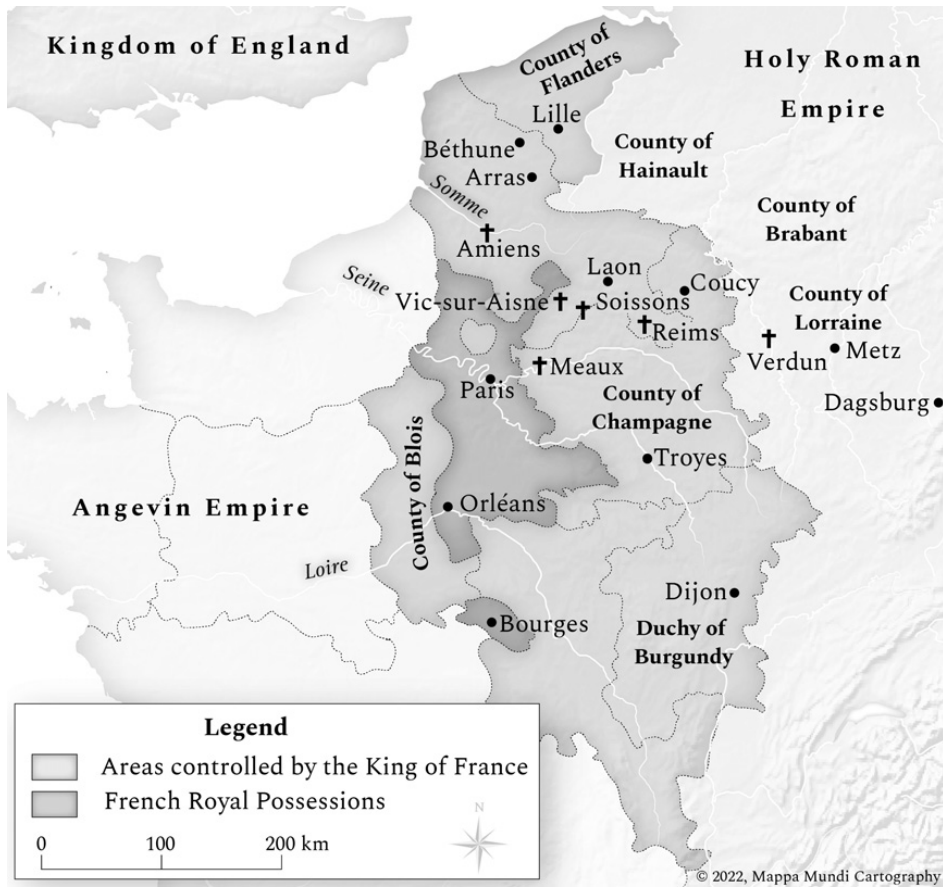 Kingdom of England
County of
Flanders
Holy Roman
Empire
Lille
Béthune
County of
Hainault
Arras
Somme
County of
Brabant
Amiens
Laon
Seine
Coucy
Vic-sur-Aisne
Soissons
County of
Lorraine
Reims
Verdun
Metz
Meaux
Paris
County of
Champagne
Dagsburg
County of Blois
Troyes
Angevin Empire
Orléans
Loire
Dijon
Bourges
Duchy of
Burgundy
Legend
Areas controlled by the King of France
French Royal Possessions
0 100 200 km
N
© 2022, Mappa Mundi Cartography